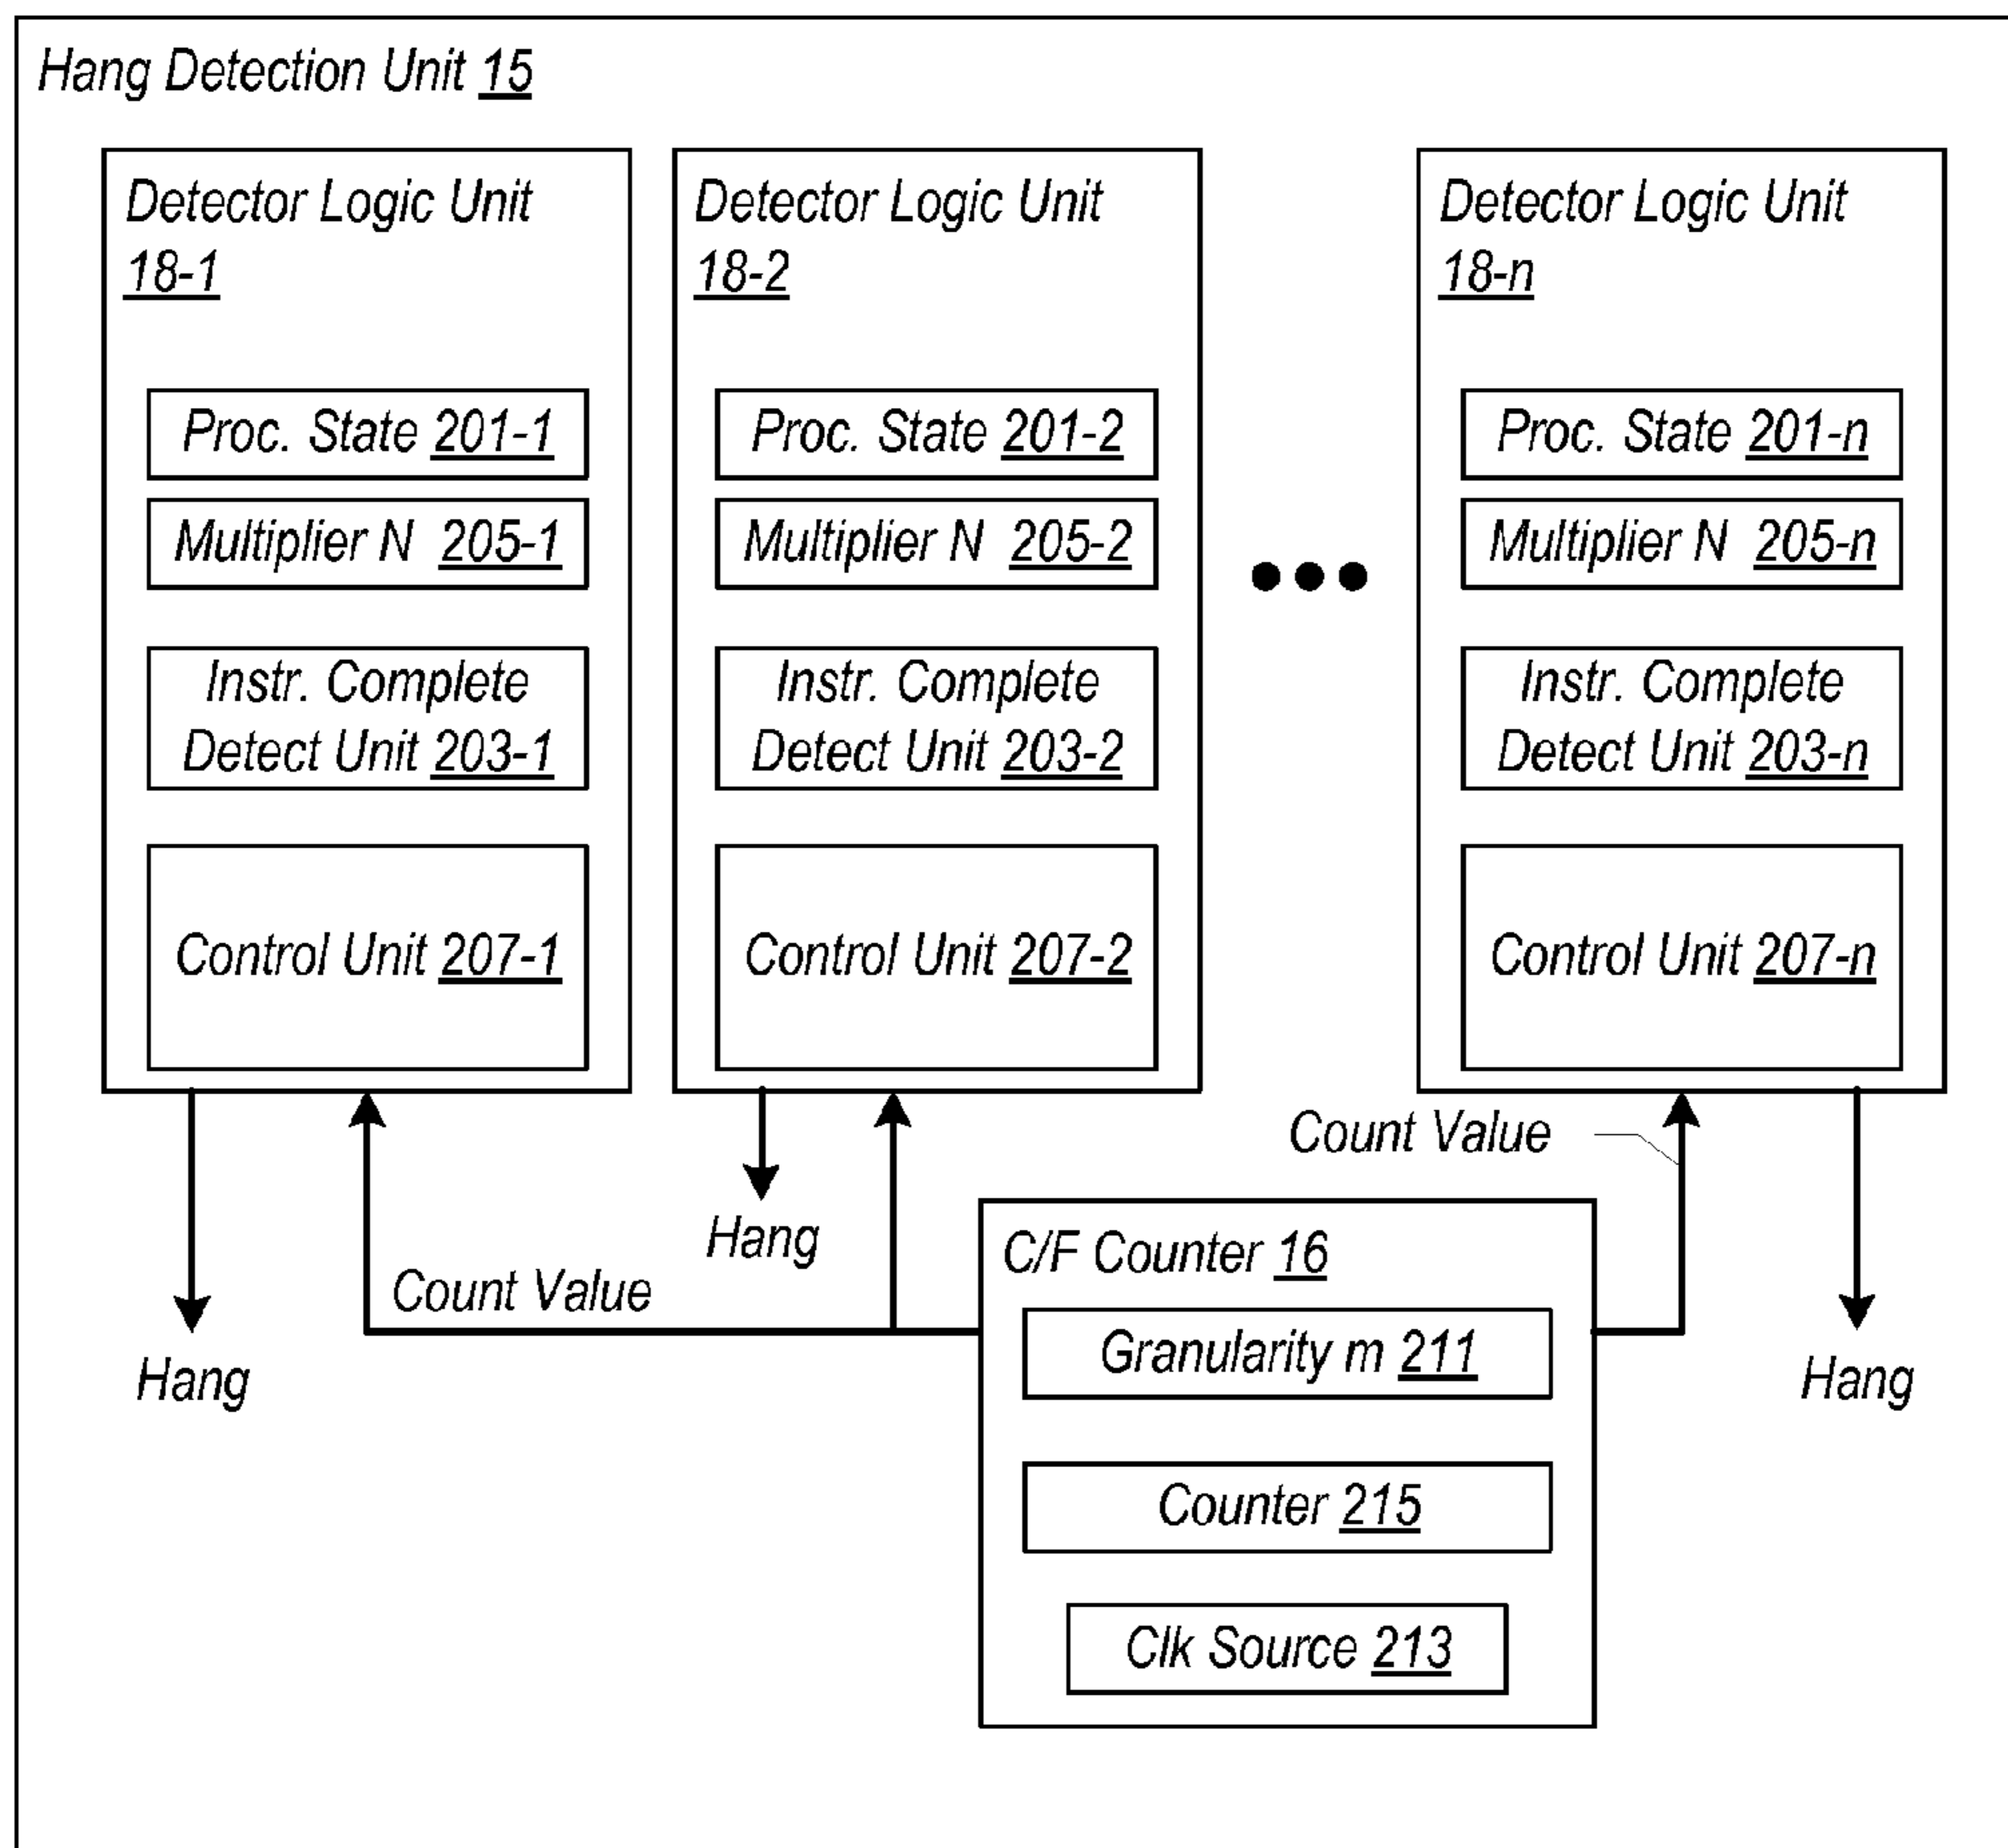 Hang Detection Unit 15
Detector Logic Unit
18-1
Proc. State 201-1
Multiplier N 205-1
Instr. Complete
Detect Unit 203-1
Control Unit 207-1
Detector Logic Unit
18-2
Proc. State 201-2
Multiplier N 205-2
Instr. Complete
Detect Unit 203-2
Control Unit 207-2
Detector Logic Unit
18-n
Proc. State 201-n
Multiplier N 205-n
Instr. Complete
Detect Unit 203-n
Control Unit 207-n
Hang
Count Value
Hang
Count Value
Hang
C/F Counter 16
Granularity m 211
Counter 215
Clk Source 213